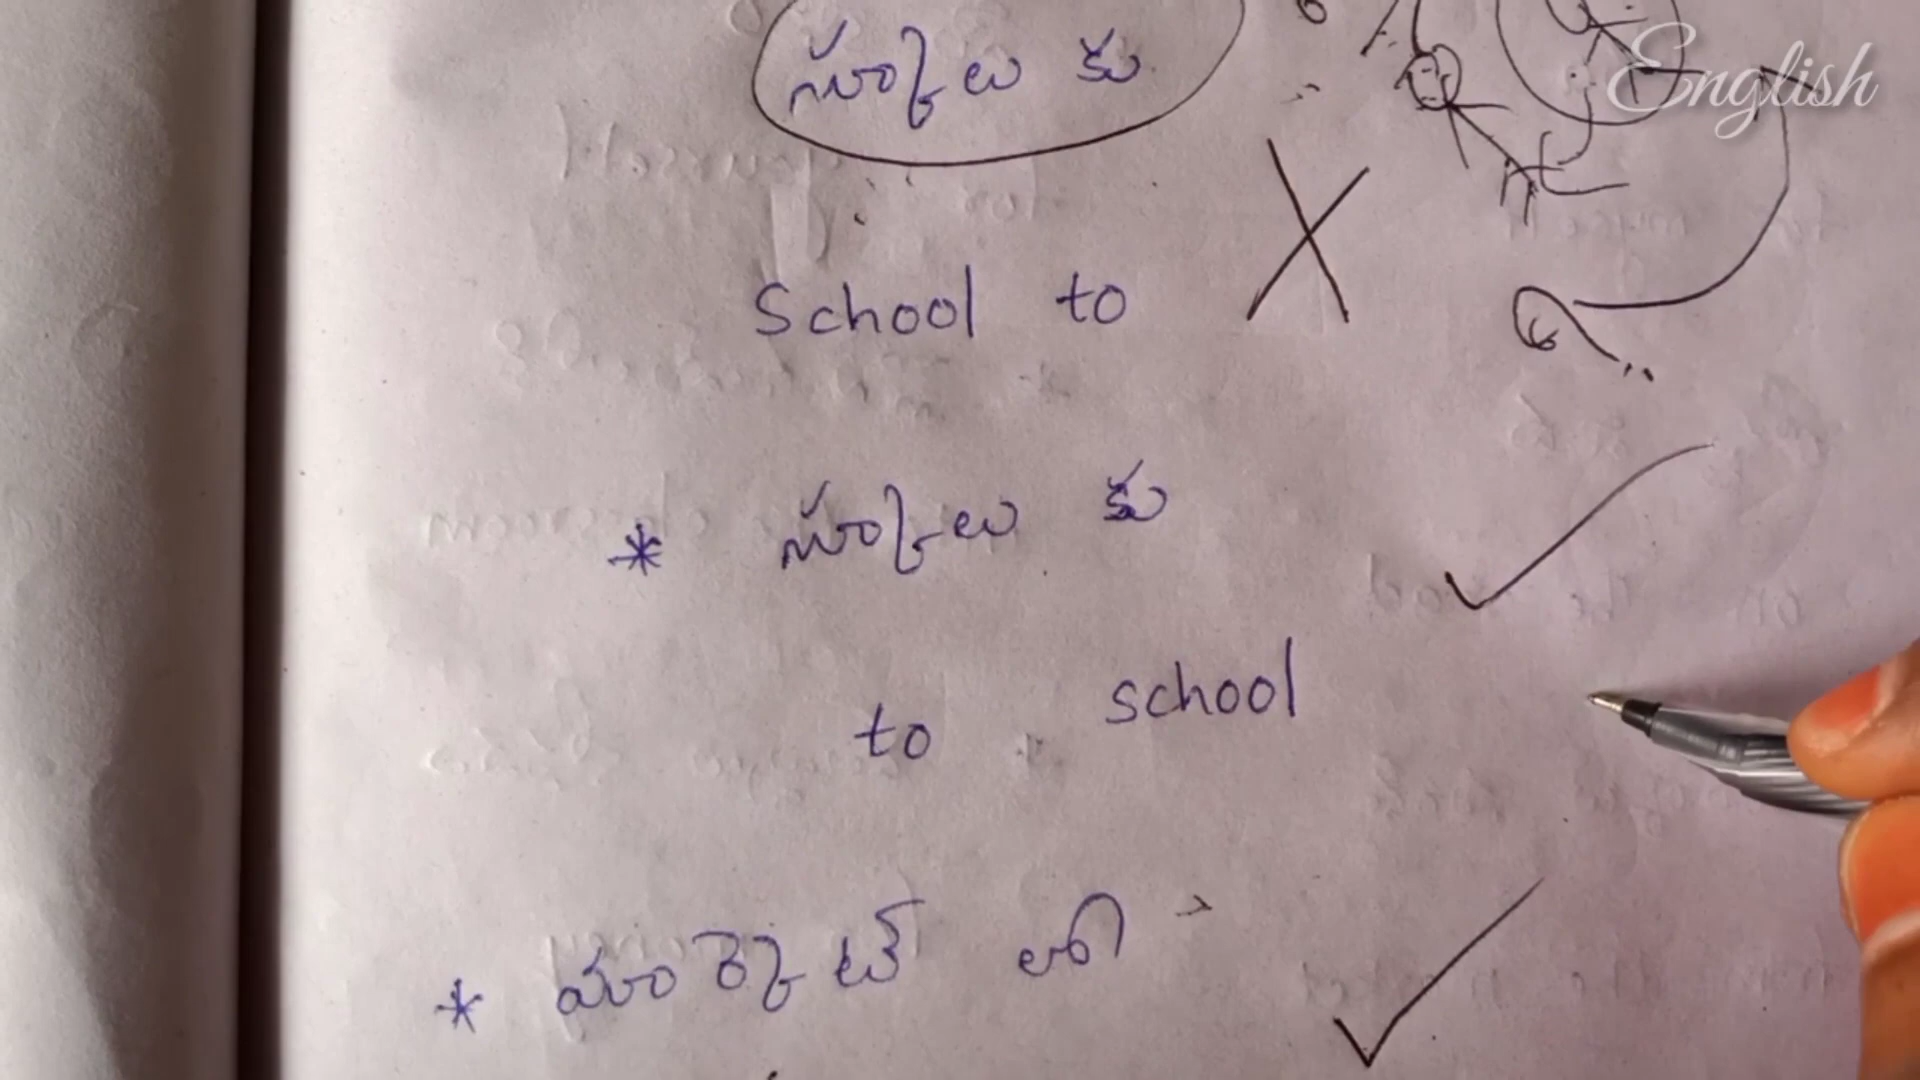 English
స్కూలు కు
School to
* స్కూలు కు
to school
* మార్కెట్ లో